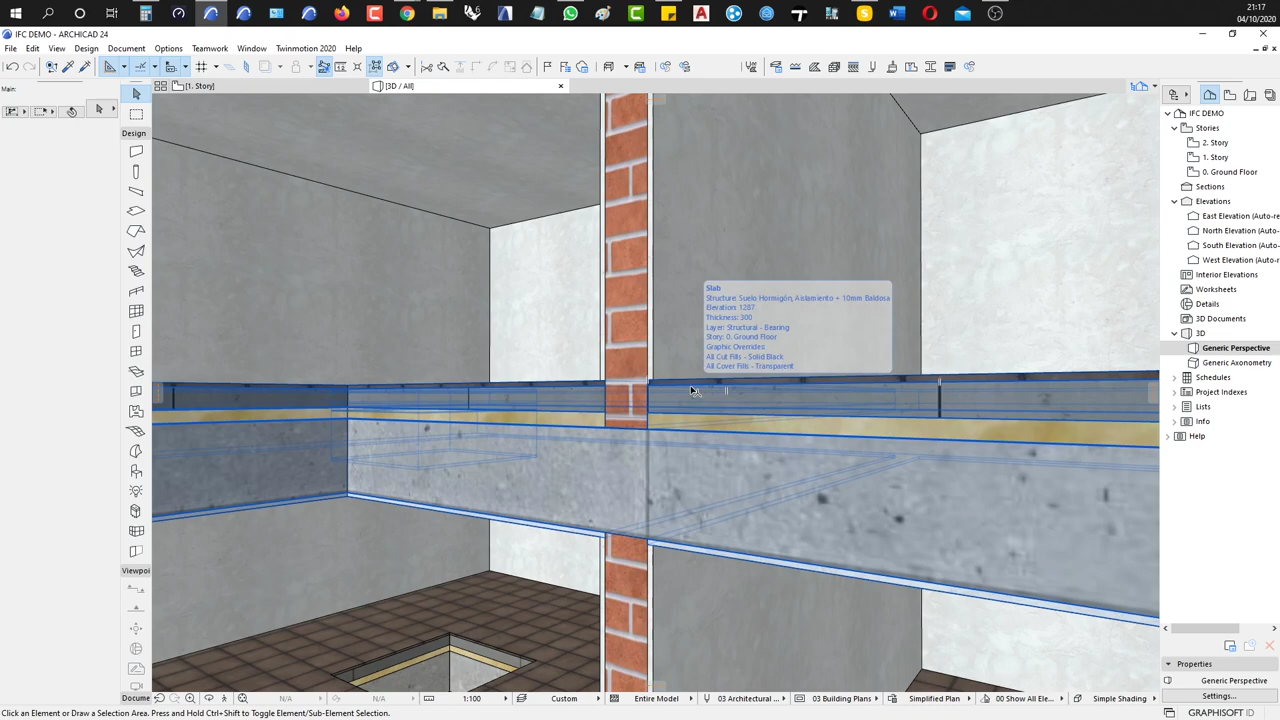 21:17
04/10/2020
IFC DEMO - ARCHICAD 24
File Edit View Design Document Options Teamwork Window Twinmotion 2020 Help
Main:
[1. Story]
[3D / All]
Design
Viewpoi
Docume
Slab
Structure: Suelo Hormigón, Aislamiento + 10mm Baldosa
Elevation: 1287
Thickness: 300
Layer: Structural - Bearing
Story: 0. Ground Floor
Graphic Overrides:
All Cut Fills - Solid Black
All Cover Fills - Transparent
IFC DEMO
Stories
2. Story
1. Story
0. Ground Floor
Sections
Elevations
East Elevation (Auto-re
North Elevation (Auto-
South Elevation (Auto-
West Elevation (Auto-r
Interior Elevations
Worksheets
Details
3D Documents
3D
Generic Perspective
Generic Axonometry
Schedules
Project Indexes
Lists
Info
Help
Properties
Generic Perspective
Settings...
N/A
N/A
1:100
Custom
Entire Model
03 Architectural ...
03 Building Plans
Simplified Plan
00 Show All Ele...
Simple Shading
Click an Element or Draw a Selection Area. Press and Hold Ctrl+Shift to Toggle Element/Sub-Element Selection.
GRAPHISOFT ID